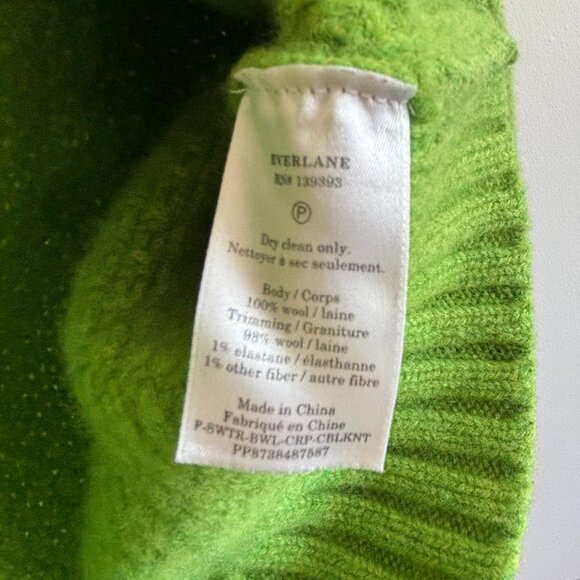 EVERLANE
RN# 139393
P
Dry clean only.
Nettoyer à sec seulement.
Body / Corps
100% wool / laine
Trimming / Graniture
98% wool / laine
1% elastane / élasthanne
1% other fiber / autre fibre
Made in China
Fabriqué en Chine
F-SWTR-BWL-CRP-CBLKNT
PP8738487587